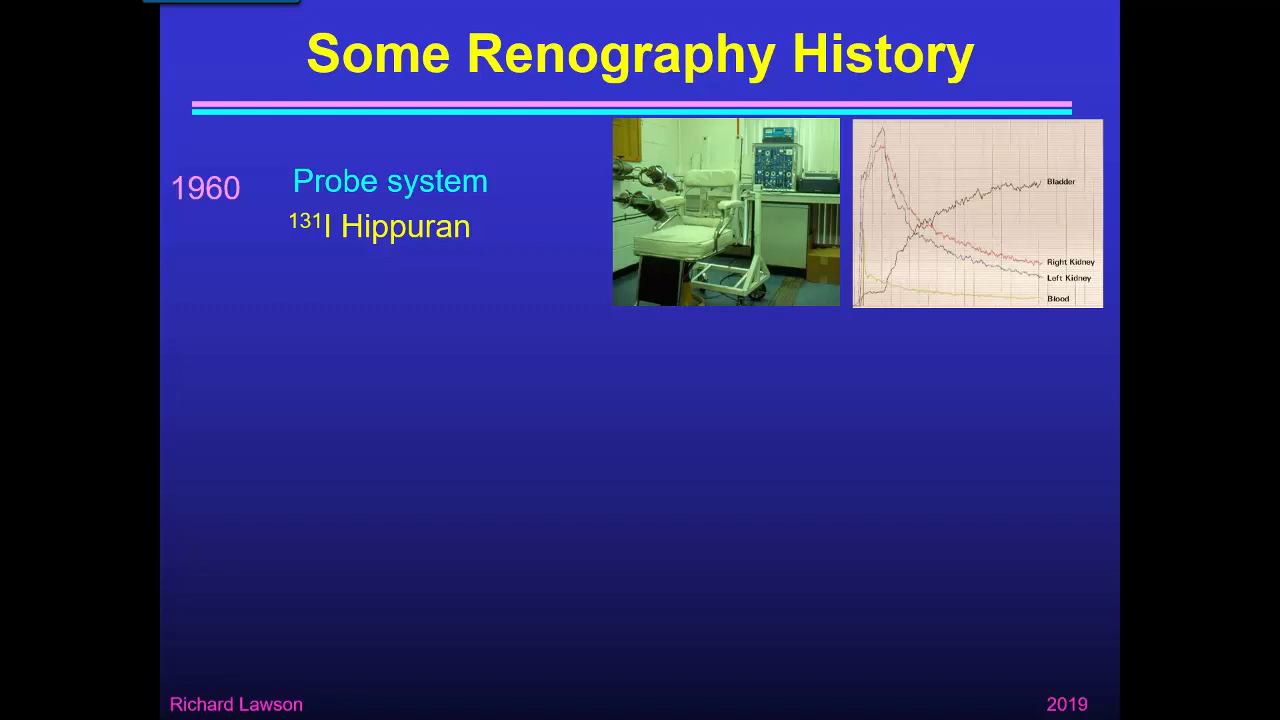 Some Renography History
1960
Probe system
¹³¹I Hippuran
Bladder
Right Kidney
Left Kidney
Blood
Richard Lawson
2019